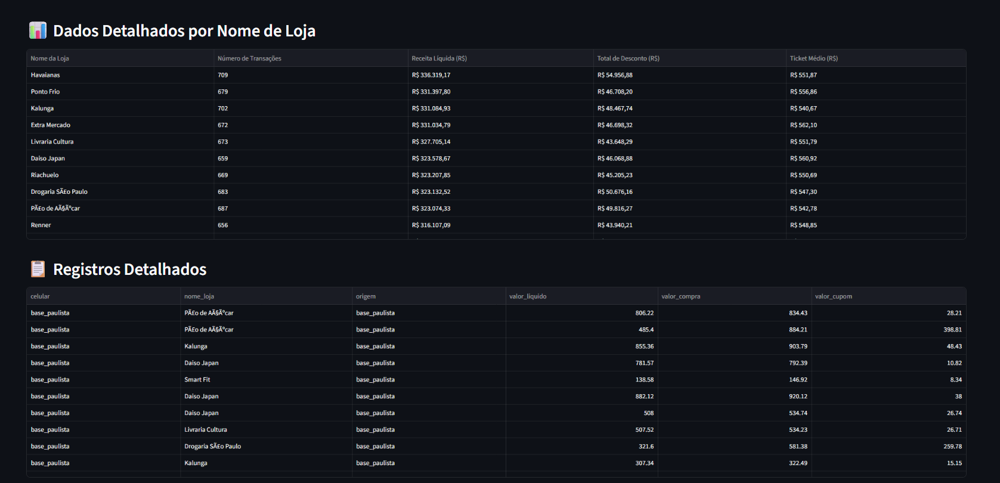 Dados Detalhados por Nome de Loja
Nome da Loja Número de Transações Receita Líquida (R$) Total de Desconto (R$) Ticket Médio (R$)
Havaianas 709 R$ 336.319,17 R$ 54.956,88 R$ 551,87
Ponto Frio 679 R$ 331.397,80 R$ 46.708,20 R$ 556,86
Kalunga 702 R$ 331.084,93 R$ 48.467,74 R$ 540,67
Extra Mercado 672 R$ 331.034,79 R$ 46.698,32 R$ 562,10
Livraria Cultura 673 R$ 327.705,14 R$ 43.648,29 R$ 551,79
Daiso Japan 659 R$ 323.578,67 R$ 46.068,88 R$ 560,92
Riachuelo 669 R$ 323.207,85 R$ 45.205,23 R$ 550,69
Drogaria SÃ£o Paulo 683 R$ 323.132,52 R$ 50.676,16 R$ 547,30
PÃ£o de AÃ§Ãºcar 687 R$ 323.074,33 R$ 49.816,27 R$ 542,78
Renner 656 R$ 316.107,09 R$ 43.940,21 R$ 548,85
Registros Detalhados
celular nome_loja origem valor_liquido valor_compra valor_cupom
base_paulista PÃ£o de AÃ§Ãºcar base_paulista 806.22 834.43 28.21
base_paulista PÃ£o de AÃ§Ãºcar base_paulista 485.4 884.21 398.81
base_paulista Kalunga base_paulista 855.36 903.79 48.43
base_paulista Daiso Japan base_paulista 781.57 792.39 10.82
base_paulista Smart Fit base_paulista 138.58 146.92 8.34
base_paulista Daiso Japan base_paulista 882.12 920.12 38
base_paulista Daiso Japan base_paulista 508 534.74 26.74
base_paulista Livraria Cultura base_paulista 507.52 534.23 26.71
base_paulista Drogaria SÃ£o Paulo base_paulista 321.6 581.38 259.78
base_paulista Kalunga base_paulista 307.34 322.49 15.15